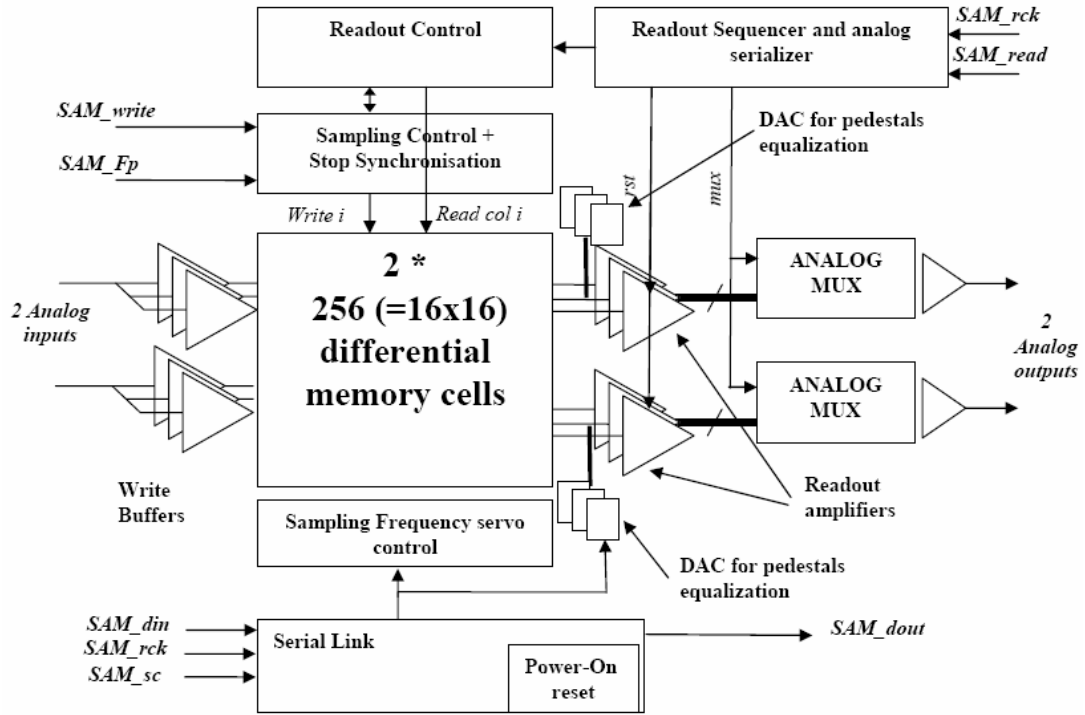 Readout Control
Readout Sequencer and analog
serializer
SAM_rck
SAM_read
SAM_write
SAM_Fp
Sampling Control +
Stop Synchronisation
DAC for pedestals
equalization
Write i
Read col i
rst
mux
2 Analog
inputs
2 *
256 (=16x16)
differential
memory cells
ANALOG
MUX
ANALOG
MUX
2
Analog
outputs
Write
Buffers
Readout
amplifiers
Sampling Frequency servo
control
DAC for pedestals
equalization
SAM_din
SAM_rck
SAM_sc
Serial Link
Power-On
reset
SAM_dout